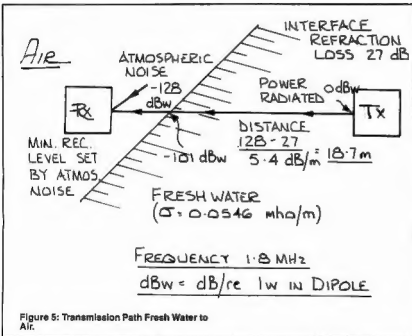 AIR
INTERFACE
REFRACTION
LOSS 27 dB
ATMOSPHERIC
NOISE
-128
dBW
POWER
RADIATED
0dBW
Rx
Tx
MIN. REC.
LEVEL SET
BY ATMOS.
NOISE
-101 dBW
DISTANCE
128-27
5.4 dB/m
= 18.7m
FRESH WATER
(σ = 0.0546 mho/m)
FREQUENCY 1.8 MHz
dBW = dB/re 1W IN DIPOLE
Figure 5: Transmission Path Fresh Water to
Air.